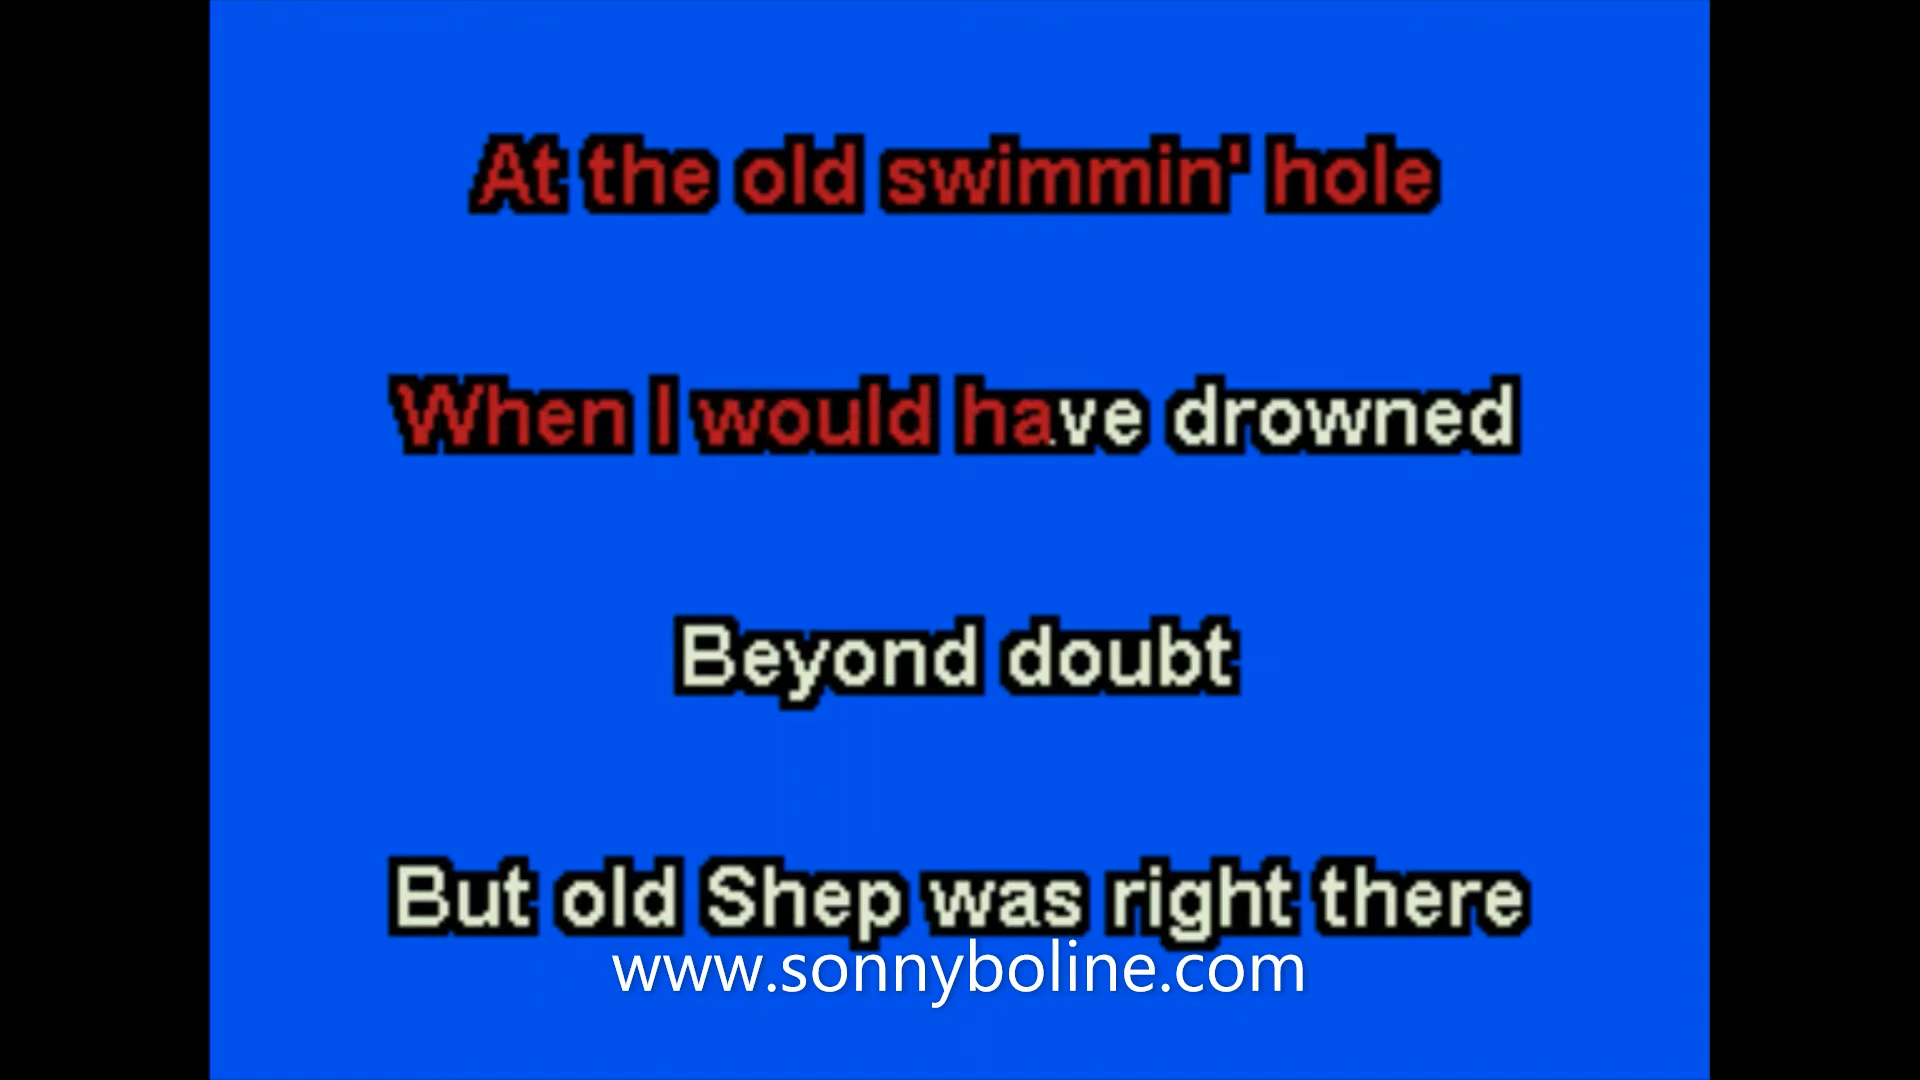 At the old swimmin' hole
When I would have drowned
Beyond doubt
But old Shep was right there
www.sonnyboline.com